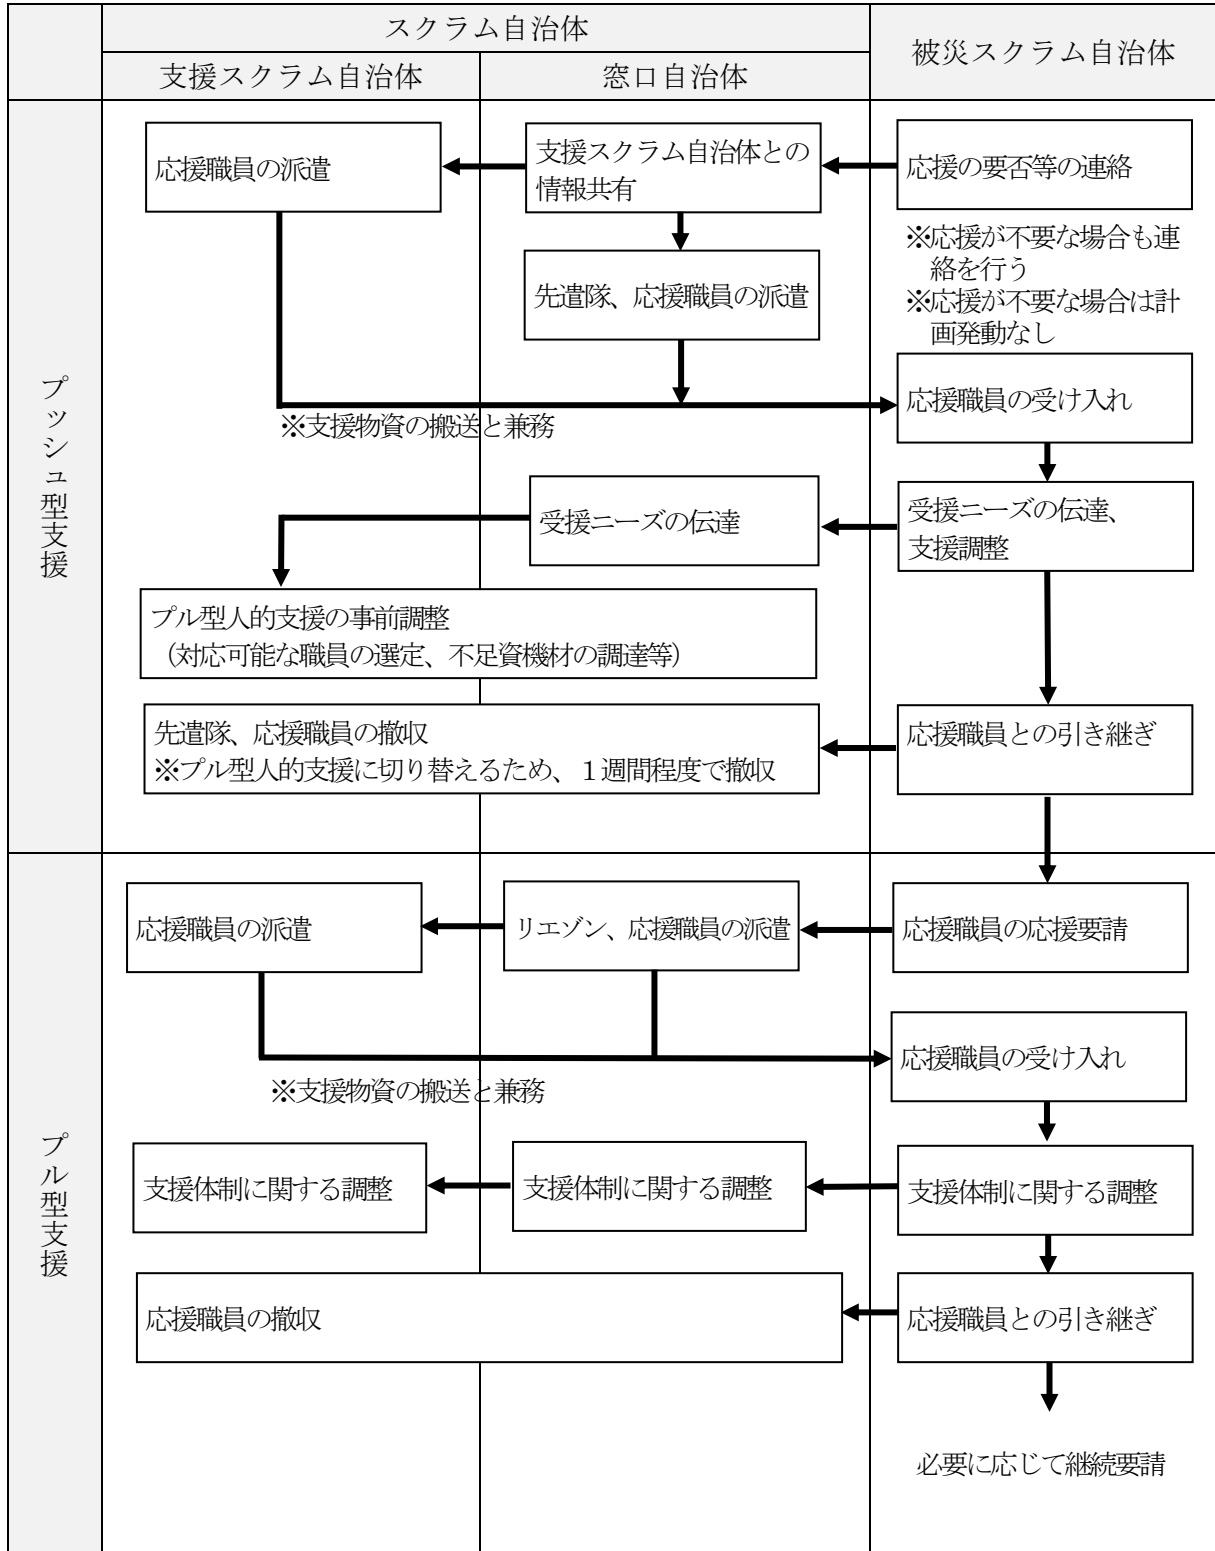 スクラム自治体
被災スクラム自治体
支援スクラム自治体
窓口自治体
プッシュ型支援
応援職員の派遣
支援スクラム自治体との
情報共有
応援の要否等の連絡
※応援が不要な場合も連
絡を行う
※応援が不要な場合は計
画発動なし
先遣隊、応援職員の派遣
応援職員の受け入れ
※支援物資の搬送と兼務
受援ニーズの伝達
受援ニーズの伝達、
支援調整
プル型人的支援の事前調整
（対応可能な職員の選定、不足資機材の調達等）
先遣隊、応援職員の撤収
※プル型人的支援に切り替えるため、１週間程度で撤収
応援職員との引き継ぎ
プル型支援
応援職員の派遣
リエゾン、応援職員の派遣
応援職員の応援要請
応援職員の受け入れ
※支援物資の搬送と兼務
支援体制に関する調整
支援体制に関する調整
支援体制に関する調整
応援職員の撤収
応援職員との引き継ぎ
必要に応じて継続要請